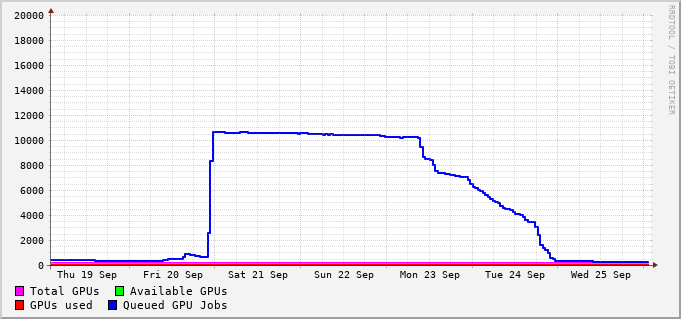 20000
18000
16000
14000
12000
10000
8000
6000
4000
2000
0
Thu 19 Sep Fri 20 Sep Sat 21 Sep Sun 22 Sep Mon 23 Sep Tue 24 Sep Wed 25 Sep
Total GPUs Available GPUs
GPUs used Queued GPU Jobs
RRDTOOL / TOBI OETIKER